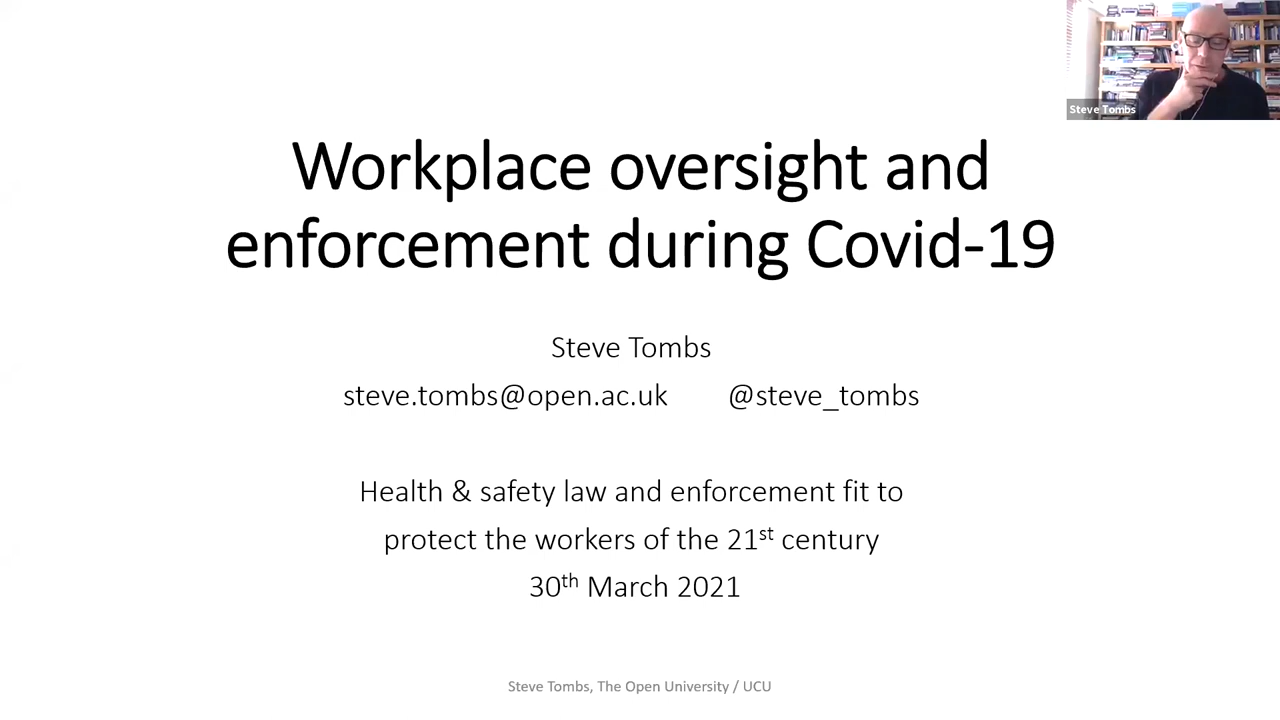 Steve Tombs
Workplace oversight and
enforcement during Covid-19
Steve Tombs
steve.tombs@open.ac.uk @steve_tombs
Health & safety law and enforcement fit to
protect the workers of the 21st century
30th March 2021
Steve Tombs, The Open University / UCU